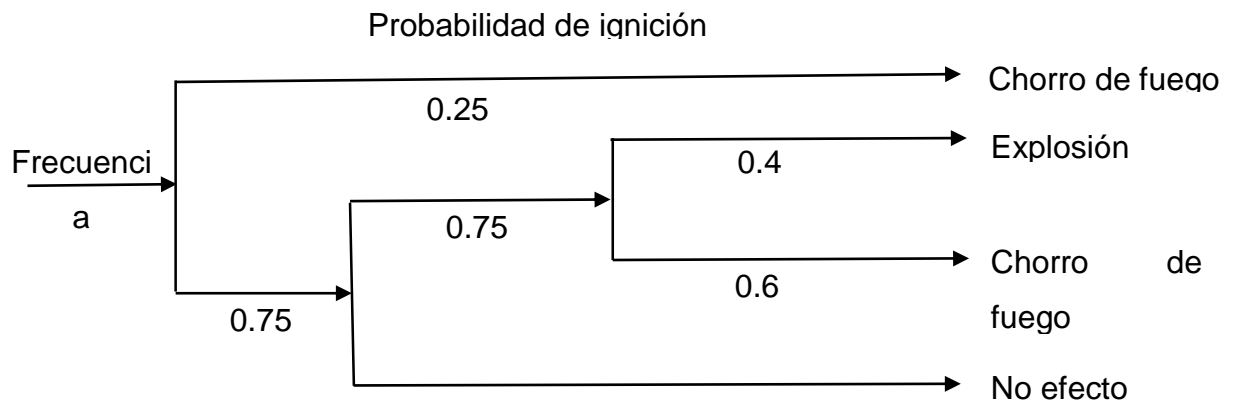 Probabilidad de ignición
Chorro de fuego
0.25
Explosión
Frecuenci
a
0.4
0.75
Chorro de
fuego
0.6
0.75
No efecto